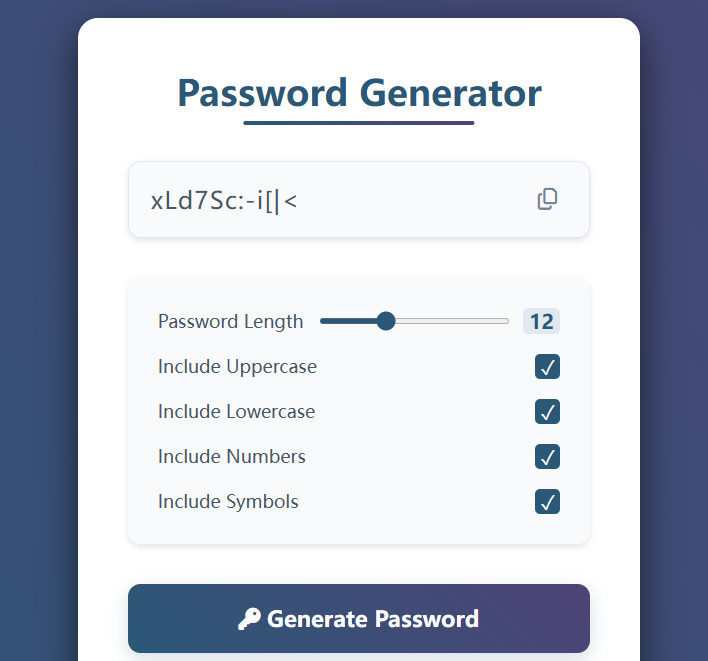 Password Generator
xLd7Sc:-i[|<
Password Length 12
Include Uppercase
Include Lowercase
Include Numbers
Include Symbols
Generate Password